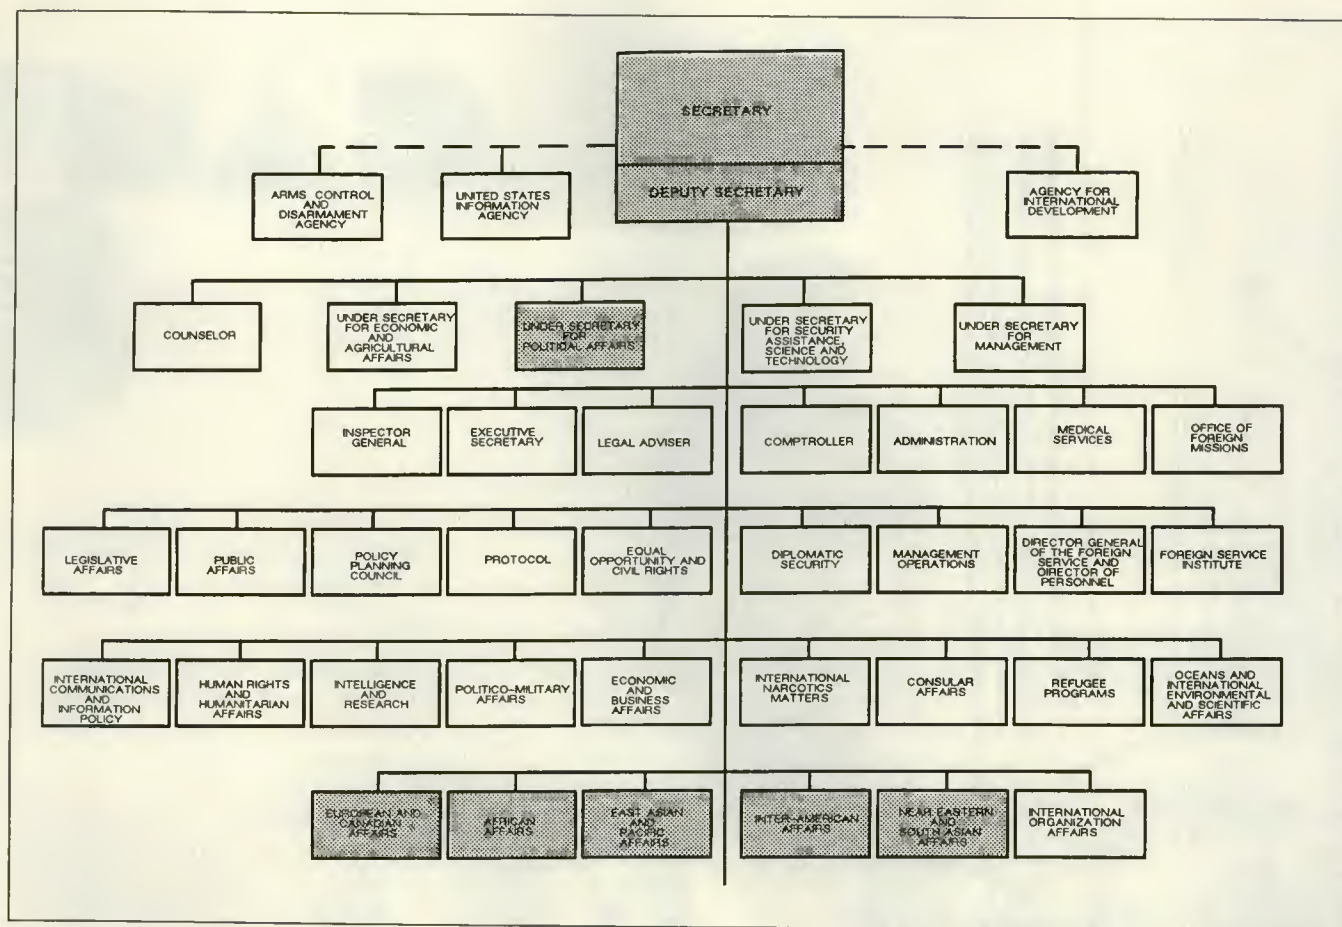 SECRETARY
DEPUTY SECRETARY
ARMS CONTROL
AND
DISARMAMENT
AGENCY
UNITED STATES
INFORMATION
AGENCY
AGENCY FOR
INTERNATIONAL
DEVELOPMENT
COUNSELOR
UNDER SECRETARY
FOR ECONOMIC
AND
AGRICULTURAL
AFFAIRS
UNDER SECRETARY
FOR
POLITICAL AFFAIRS
UNDER SECRETARY
FOR SECURITY
ASSISTANCE,
SCIENCE AND
TECHNOLOGY
UNDER SECRETARY
FOR
MANAGEMENT
INSPECTOR
GENERAL
EXECUTIVE
SECRETARY
LEGAL ADVISER
COMPTROLLER
ADMINISTRATION
MEDICAL
SERVICES
OFFICE OF
FOREIGN
MISSIONS
LEGISLATIVE
AFFAIRS
PUBLIC
AFFAIRS
POLICY
PLANNING
COUNCIL
PROTOCOL
EQUAL
OPPORTUNITY AND
CIVIL RIGHTS
DIPLOMATIC
SECURITY
MANAGEMENT
OPERATIONS
DIRECTOR GENERAL
OF THE FOREIGN
SERVICE AND
DIRECTOR OF
PERSONNEL
FOREIGN SERVICE
INSTITUTE
INTERNATIONAL
COMMUNICATIONS
AND
INFORMATION
POLICY
HUMAN RIGHTS
AND
HUMANITARIAN
AFFAIRS
INTELLIGENCE
AND
RESEARCH
POLITICO-MILITARY
AFFAIRS
ECONOMIC
AND
BUSINESS
AFFAIRS
INTERNATIONAL
NARCOTICS
MATTERS
CONSULAR
AFFAIRS
REFUGEE
PROGRAMS
OCEANS AND
INTERNATIONAL
ENVIRONMENTAL
AND SCIENTIFIC
AFFAIRS
EUROPEAN AND
CANADIAN
AFFAIRS
AFRICAN
AFFAIRS
EAST ASIAN
AND
PACIFIC
AFFAIRS
INTER-AMERICAN
AFFAIRS
NEAR EASTERN
AND
SOUTH ASIAN
AFFAIRS
INTERNATIONAL
ORGANIZATION
AFFAIRS